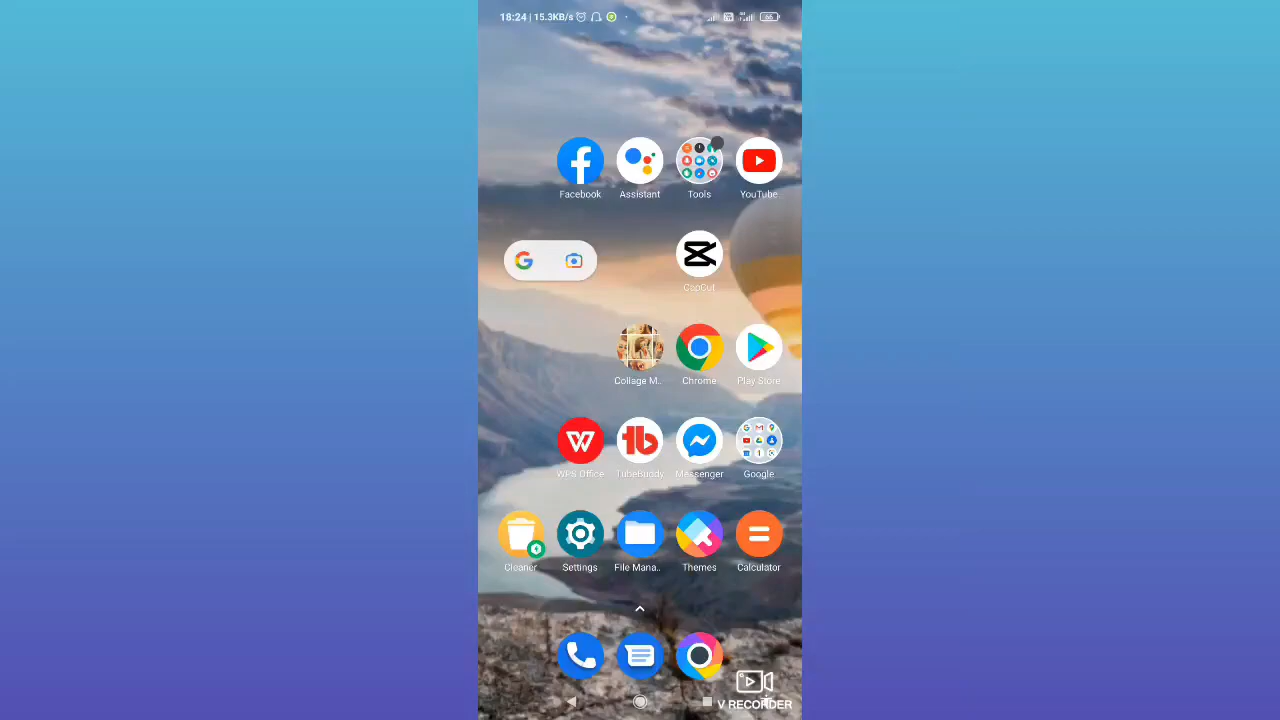 18:24 | 15.3KB/s
Facebook
Assistant
Tools
YouTube
CapCut
Collage M..
Chrome
Play Store
WPS Office
TubeBuddy
Messenger
Google
Cleaner
Settings
File Mana..
Themes
Calculator
V RECORDER